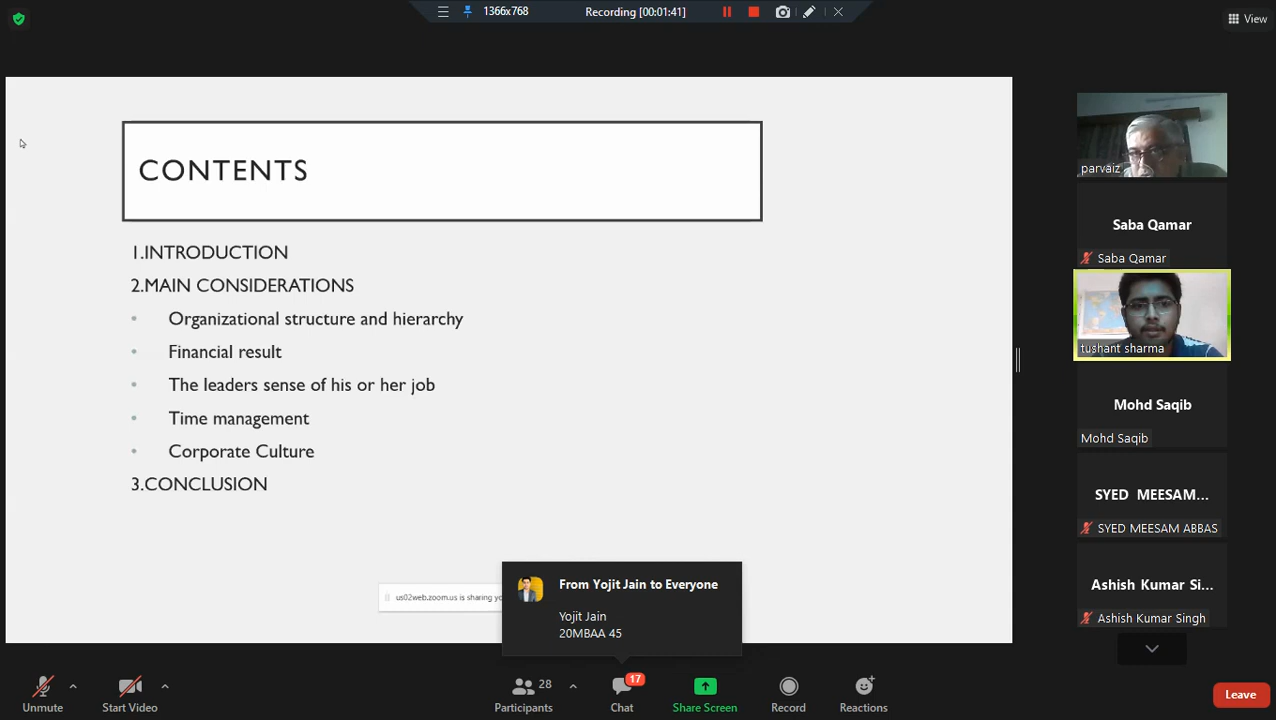 1366x768
Recording [00:01:41]
View
CONTENTS
1.INTRODUCTION
2.MAIN CONSIDERATIONS
• Organizational structure and hierarchy
• Financial result
• The leaders sense of his or her job
• Time management
• Corporate Culture
3.CONCLUSION
us02web.zoom.us is sharing yo
From Yojit Jain to Everyone
Yojit Jain
20MBAA 45
parvaiz
Saba Qamar
Saba Qamar
tushant sharma
Mohd Saqib
Mohd Saqib
SYED MEESAM...
SYED MEESAM ABBAS
Ashish Kumar Si...
Ashish Kumar Singh
Unmute
Start Video
28
Participants
17
Chat
Share Screen
Record
Reactions
Leave